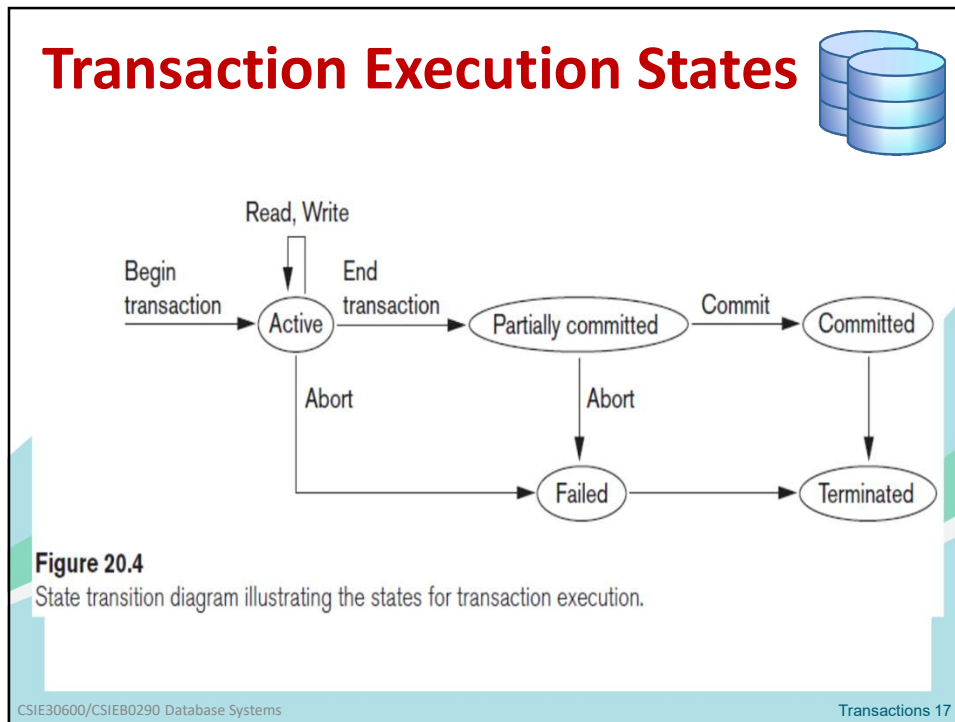 Transaction Execution States
Read, Write
Begin
transaction
End
transaction
Commit
Active
Partially committed
Committed
Abort
Abort
Failed
Terminated
Figure 20.4
State transition diagram illustrating the states for transaction execution.
CSIE30600/CSIEB0290 Database Systems
Transactions 17